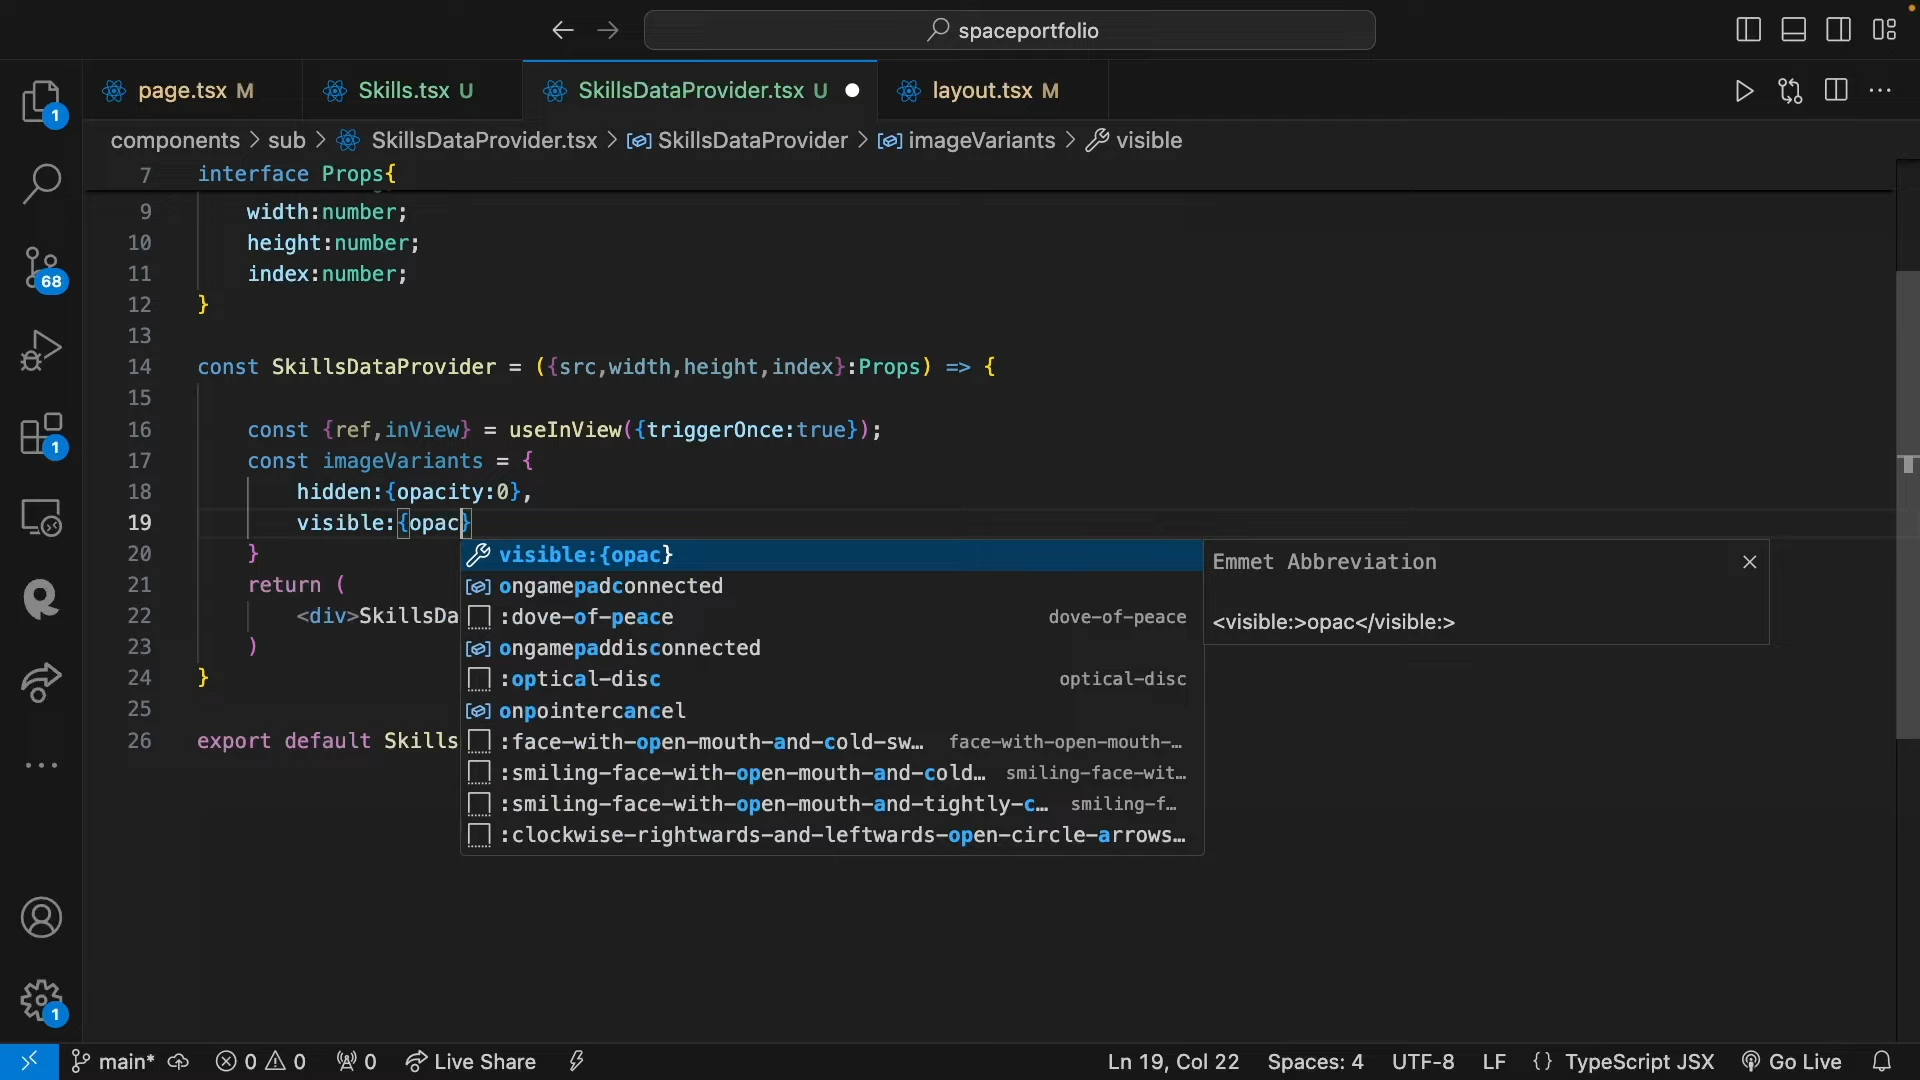 spaceportfolio
page.tsx M
Skills.tsx U
SkillsDataProvider.tsx U
layout.tsx M
1
components > sub > SkillsDataProvider.tsx > SkillsDataProvider > imageVariants > visible
7 interface Props{
9 width:number;
10 height:number;
11 index:number;
12 }
13
14 const SkillsDataProvider = ({src,width,height,index}:Props) => {
15
16 const {ref,inView} = useInView({triggerOnce:true});
17 const imageVariants = {
18 hidden:{opacity:0},
19 visible:{opac}
20 }
21 return (
22 <div>SkillsDa
23 )
24 }
25
26 export default Skills
visible:{opac}
ongamepadconnected
:dove-of-peace dove-of-peace
ongamepaddisconnected
:optical-disc optical-disc
onpointercancel
:face-with-open-mouth-and-cold-sw… face-with-open-mouth-…
:smiling-face-with-open-mouth-and-cold… smiling-face-wit…
:smiling-face-with-open-mouth-and-tightly-c… smiling-f…
:clockwise-rightwards-and-leftwards-open-circle-arrows…
Emmet Abbreviation
<visible:>opac</visible:>
68
1
1
main* 0 0 0 Live Share Ln 19, Col 22 Spaces: 4 UTF-8 LF {} TypeScript JSX Go Live